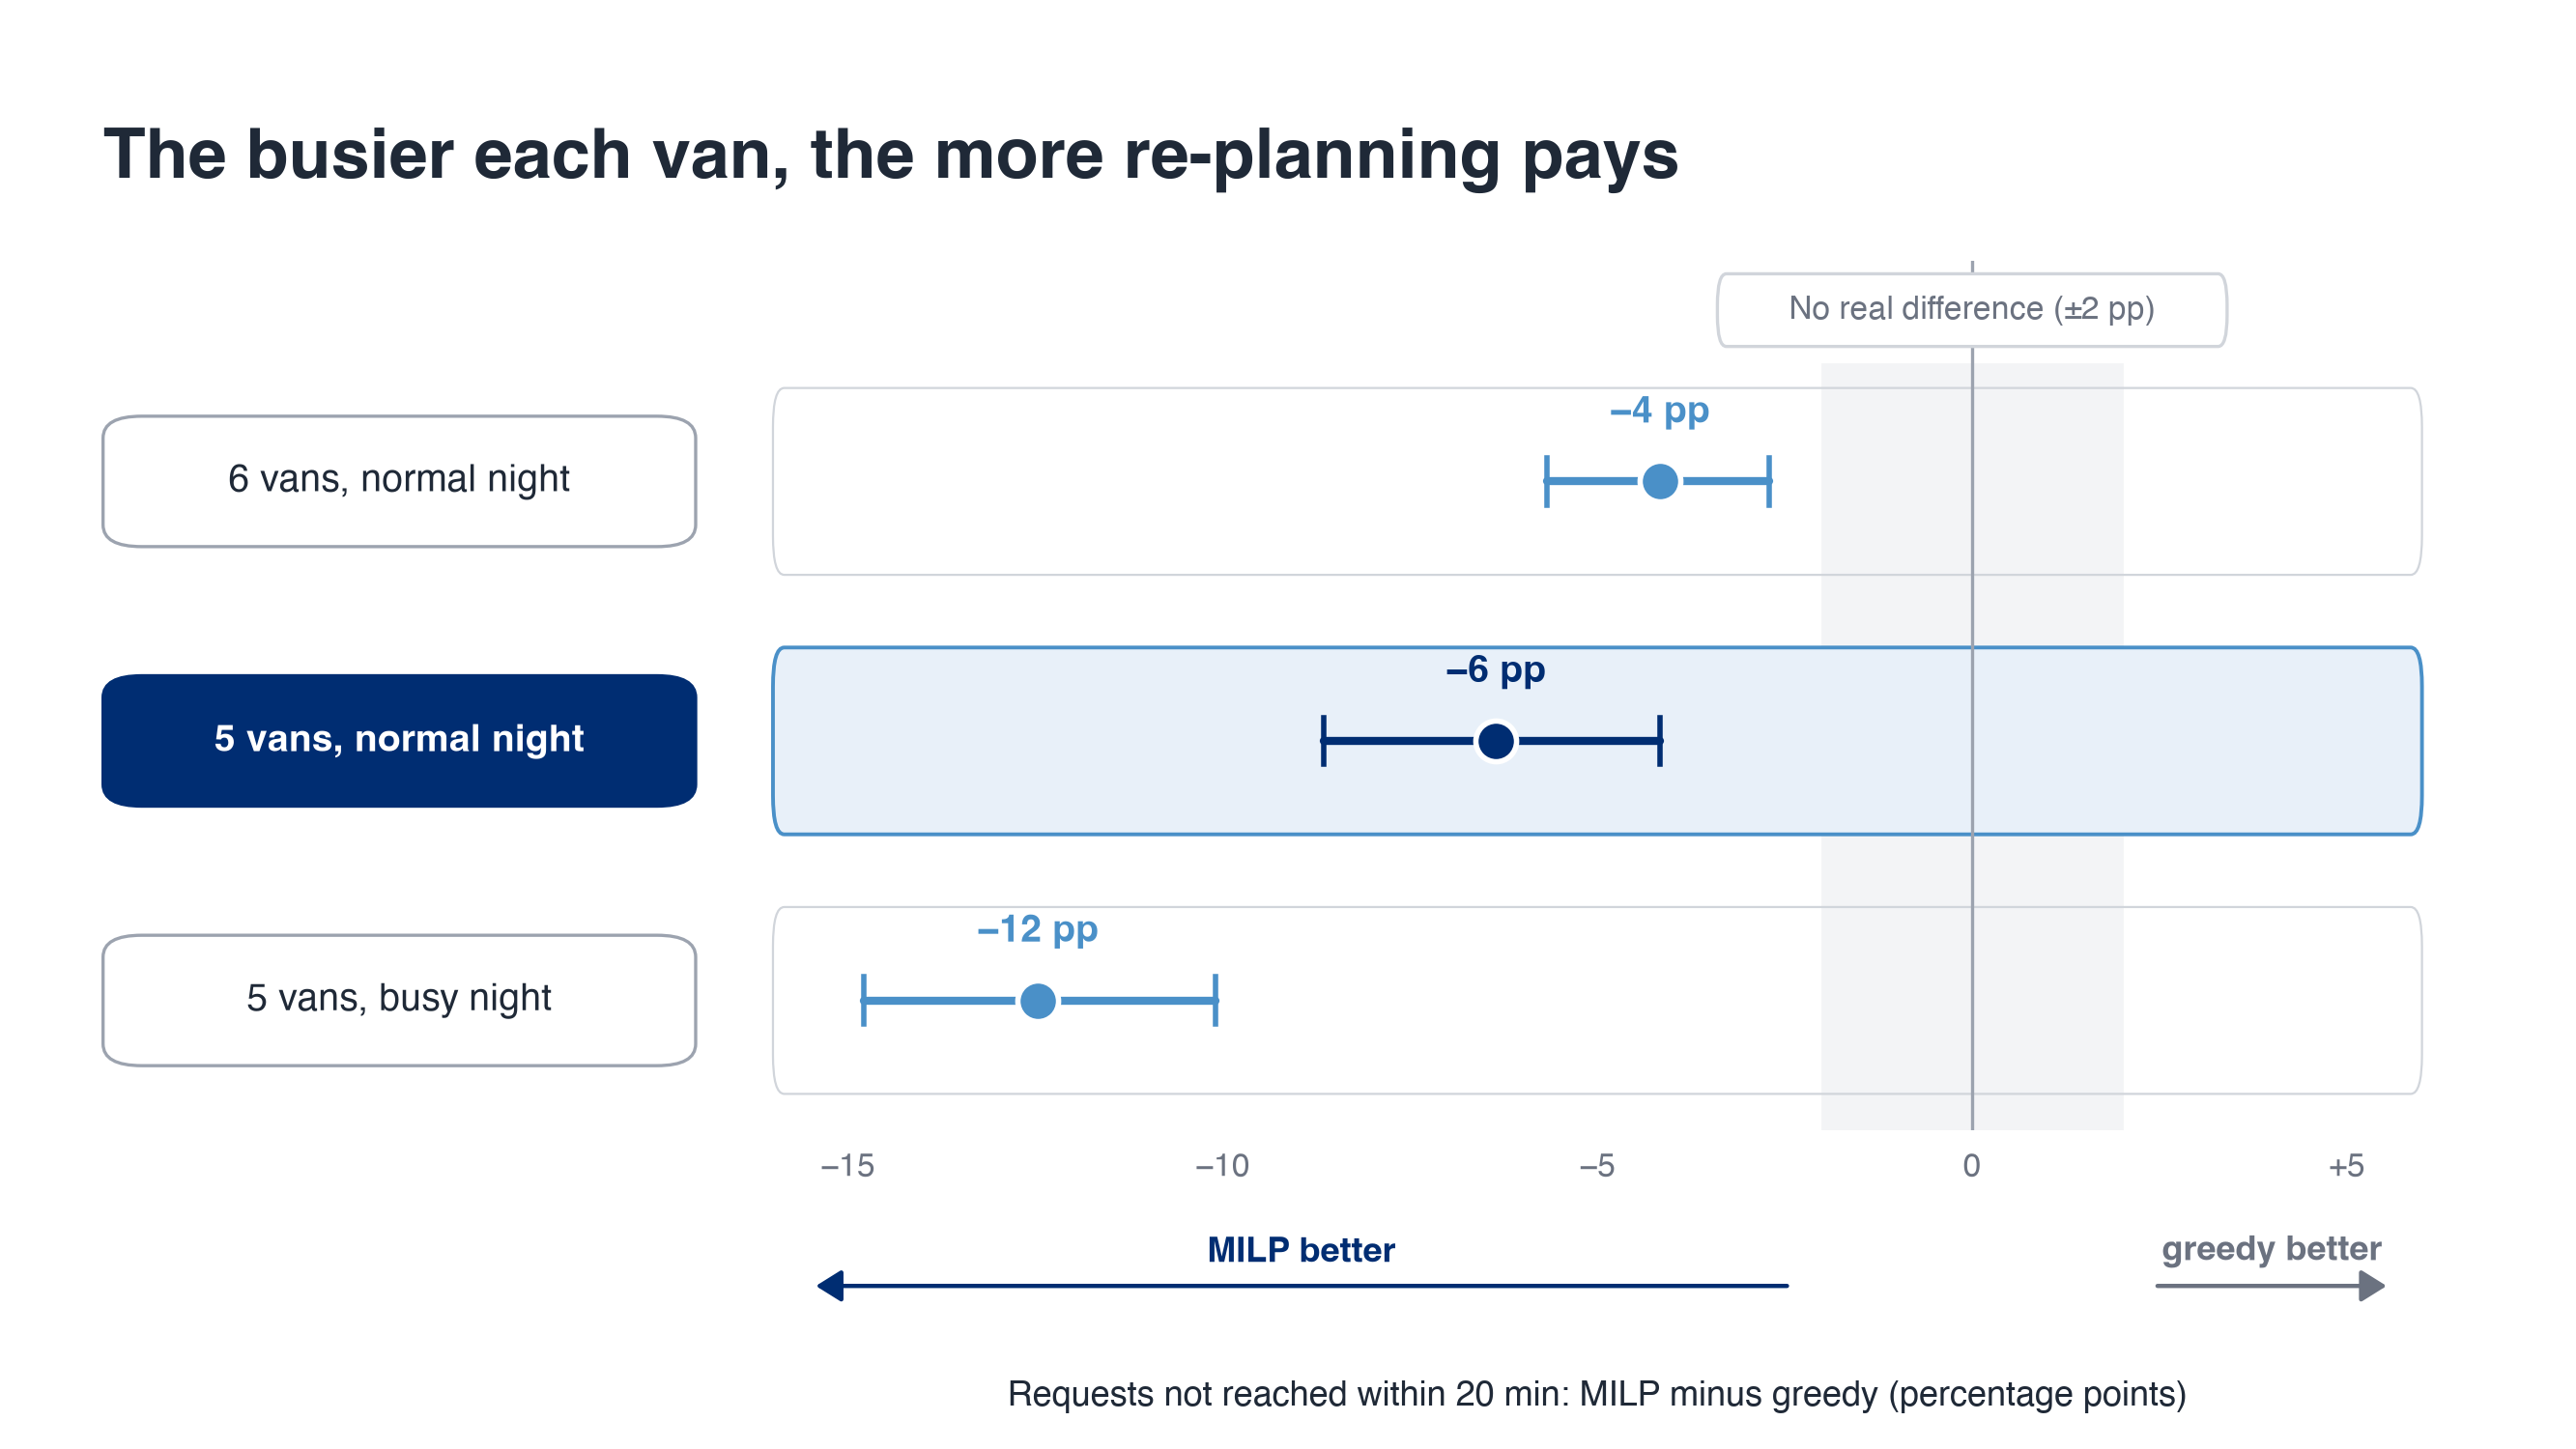 The busier each van, the more re-planning pays
No real difference (±2 pp)
–4 pp
6 vans, normal night
–6 pp
5 vans, normal night
–12 pp
5 vans, busy night
–15 –10 –5 0 +5
MILP better
greedy better
Requests not reached within 20 min: MILP minus greedy (percentage points)